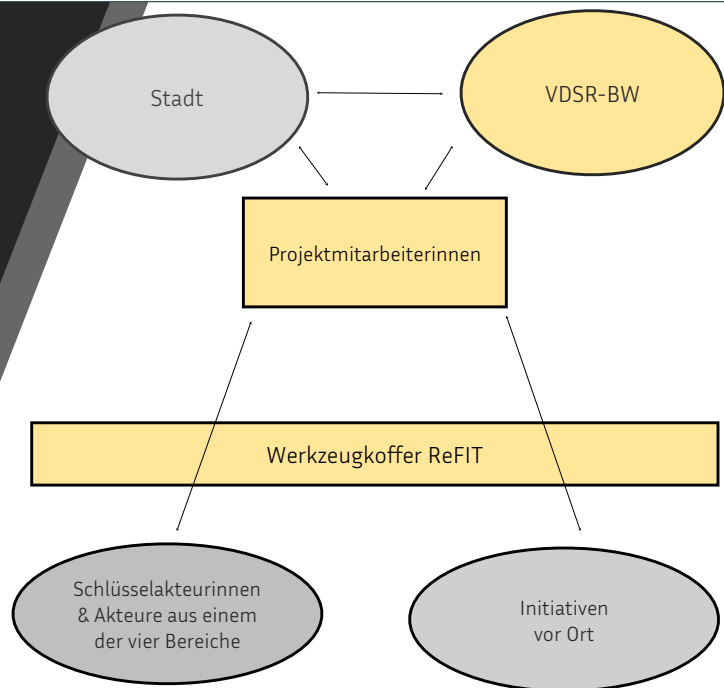 Stadt
VDSR-BW
Projektmitarbeiterinnen
Werkzeugkoffer ReFIT
Schlüsselakteurinnen
& Akteure aus einem
der vier Bereiche
Initiativen
vor Ort